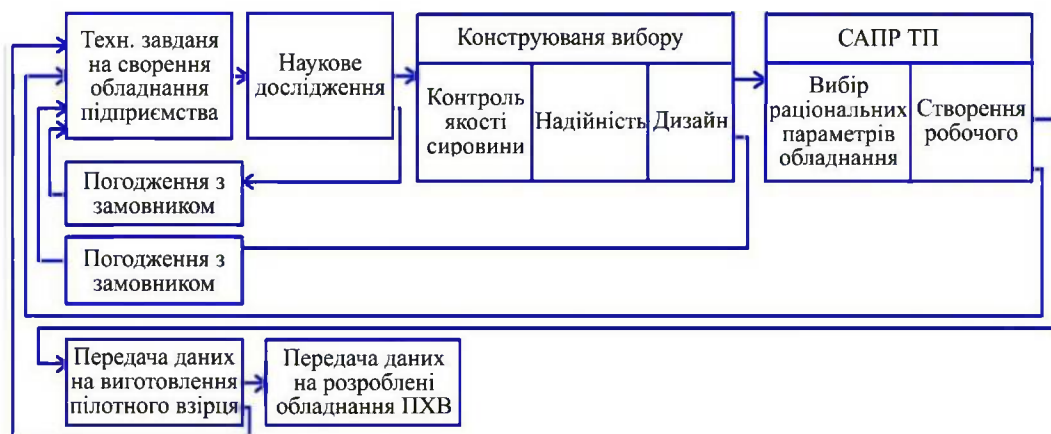 Техн. завданя
на сворення
обладнання
підприємства
Наукове
дослідження
Конструюваня вибору
Контроль
якості
сировини
Надійність
Дизайн
САПР ТП
Вибір
раціональних
параметрів
обладнання
Створення
робочого
Погодження з
замовником
Погодження з
замовником
Передача даних
на виготовлення
пілотного взірця
Передача даних
на розроблені
обладнання ПХВ